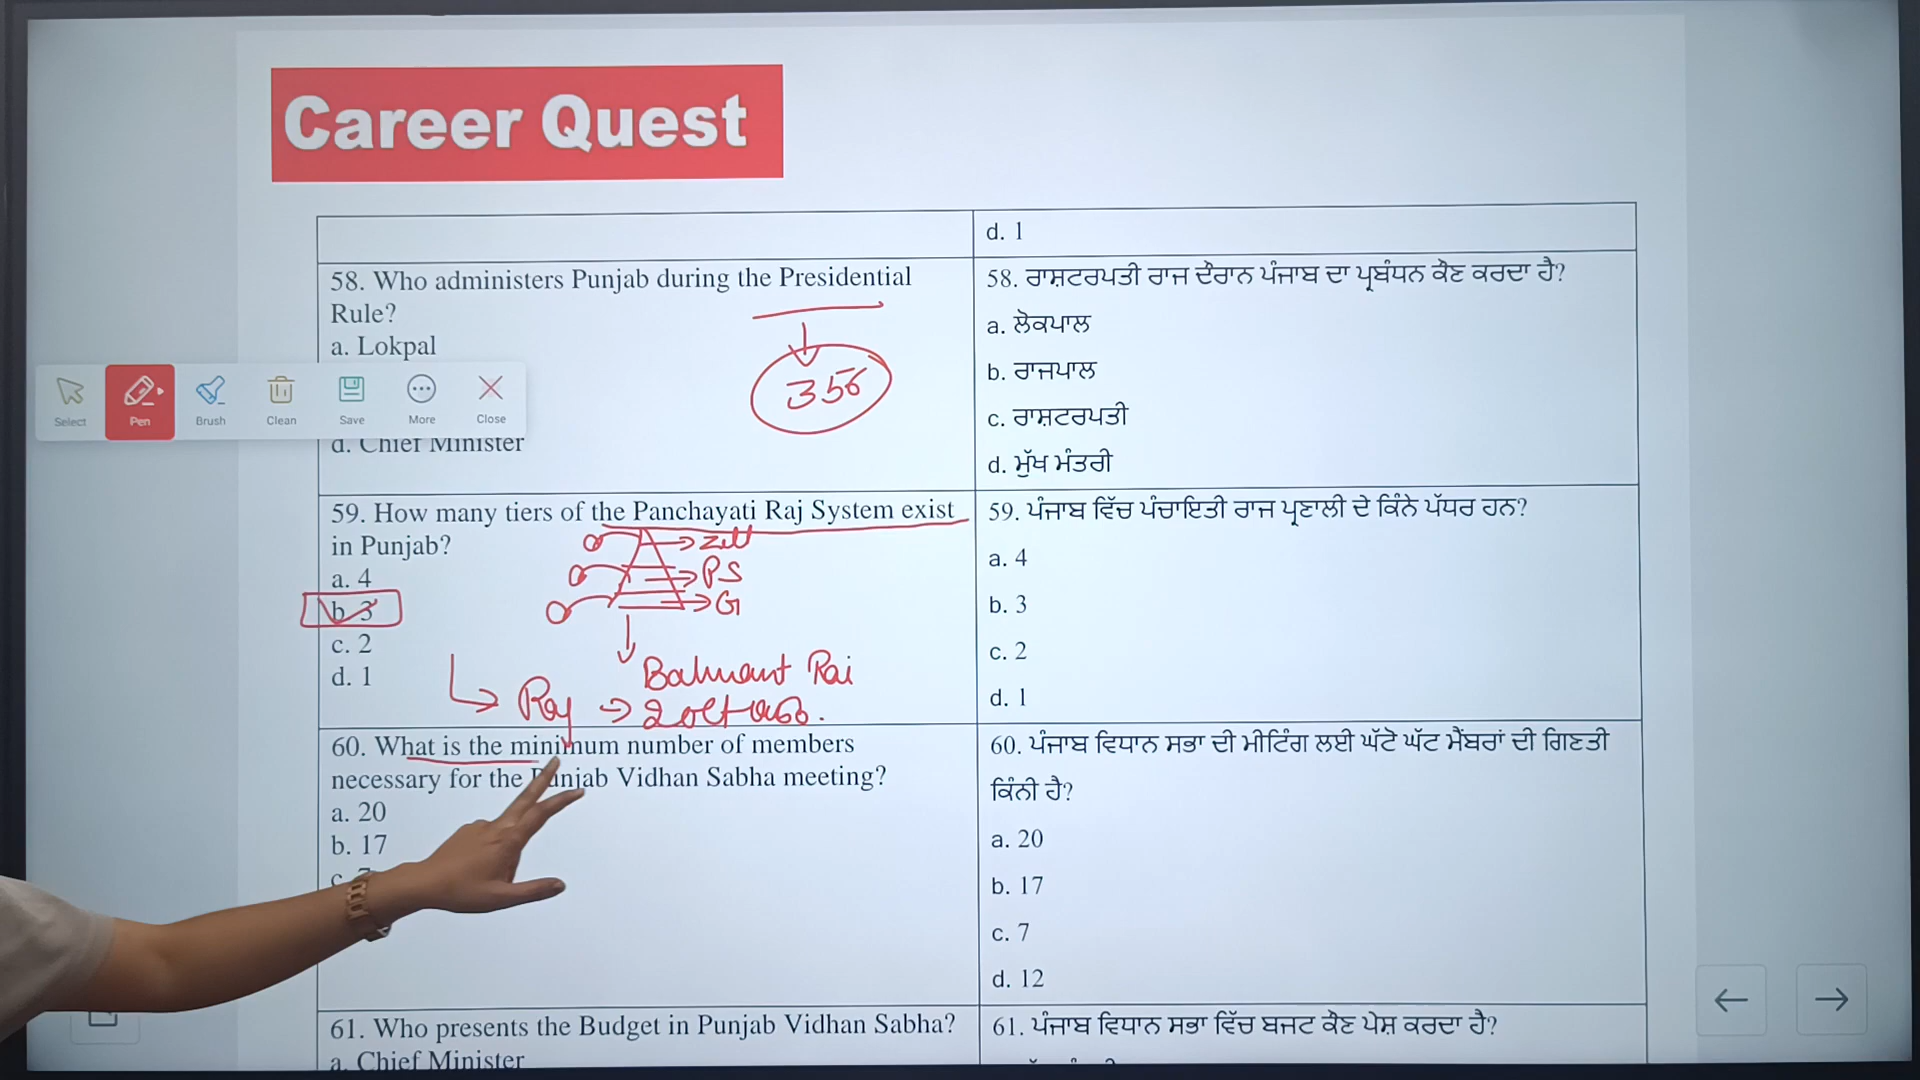 Career Quest
d. 1
58. Who administers Punjab during the Presidential
Rule?
a. Lokpal
d. Chief Minister
58. ਰਾਸ਼ਟਰਪਤੀ ਰਾਜ ਦੌਰਾਨ ਪੰਜਾਬ ਦਾ ਪ੍ਰਬੰਧਨ ਕੌਣ ਕਰਦਾ ਹੈ?
a. ਲੋਕਪਾਲ
b. ਰਾਜਪਾਲ
c. ਰਾਸ਼ਟਰਪਤੀ
d. ਮੁੱਖ ਮੰਤਰੀ
356
Select
Pen
Brush
Clean
Save
More
Close
59. How many tiers of the Panchayati Raj System exist
in Punjab?
a. 4
b 3
c. 2
d. 1
PS
G
Balwant Rai
Raj
59. ਪੰਜਾਬ ਵਿੱਚ ਪੰਚਾਇਤੀ ਰਾਜ ਪ੍ਰਣਾਲੀ ਦੇ ਕਿੰਨੇ ਪੱਧਰ ਹਨ?
a. 4
b. 3
c. 2
d. 1
60. What is the minimum number of members
necessary for the Punjab Vidhan Sabha meeting?
a. 20
b. 17
60. ਪੰਜਾਬ ਵਿਧਾਨ ਸਭਾ ਦੀ ਮੀਟਿੰਗ ਲਈ ਘੱਟੋ ਘੱਟ ਮੈਂਬਰਾਂ ਦੀ ਗਿਣਤੀ
ਕਿੰਨੀ ਹੈ?
a. 20
b. 17
c. 7
d. 12
61. Who presents the Budget in Punjab Vidhan Sabha?
a. Chief Minister
61. ਪੰਜਾਬ ਵਿਧਾਨ ਸਭਾ ਵਿੱਚ ਬਜਟ ਕੌਣ ਪੇਸ਼ ਕਰਦਾ ਹੈ?